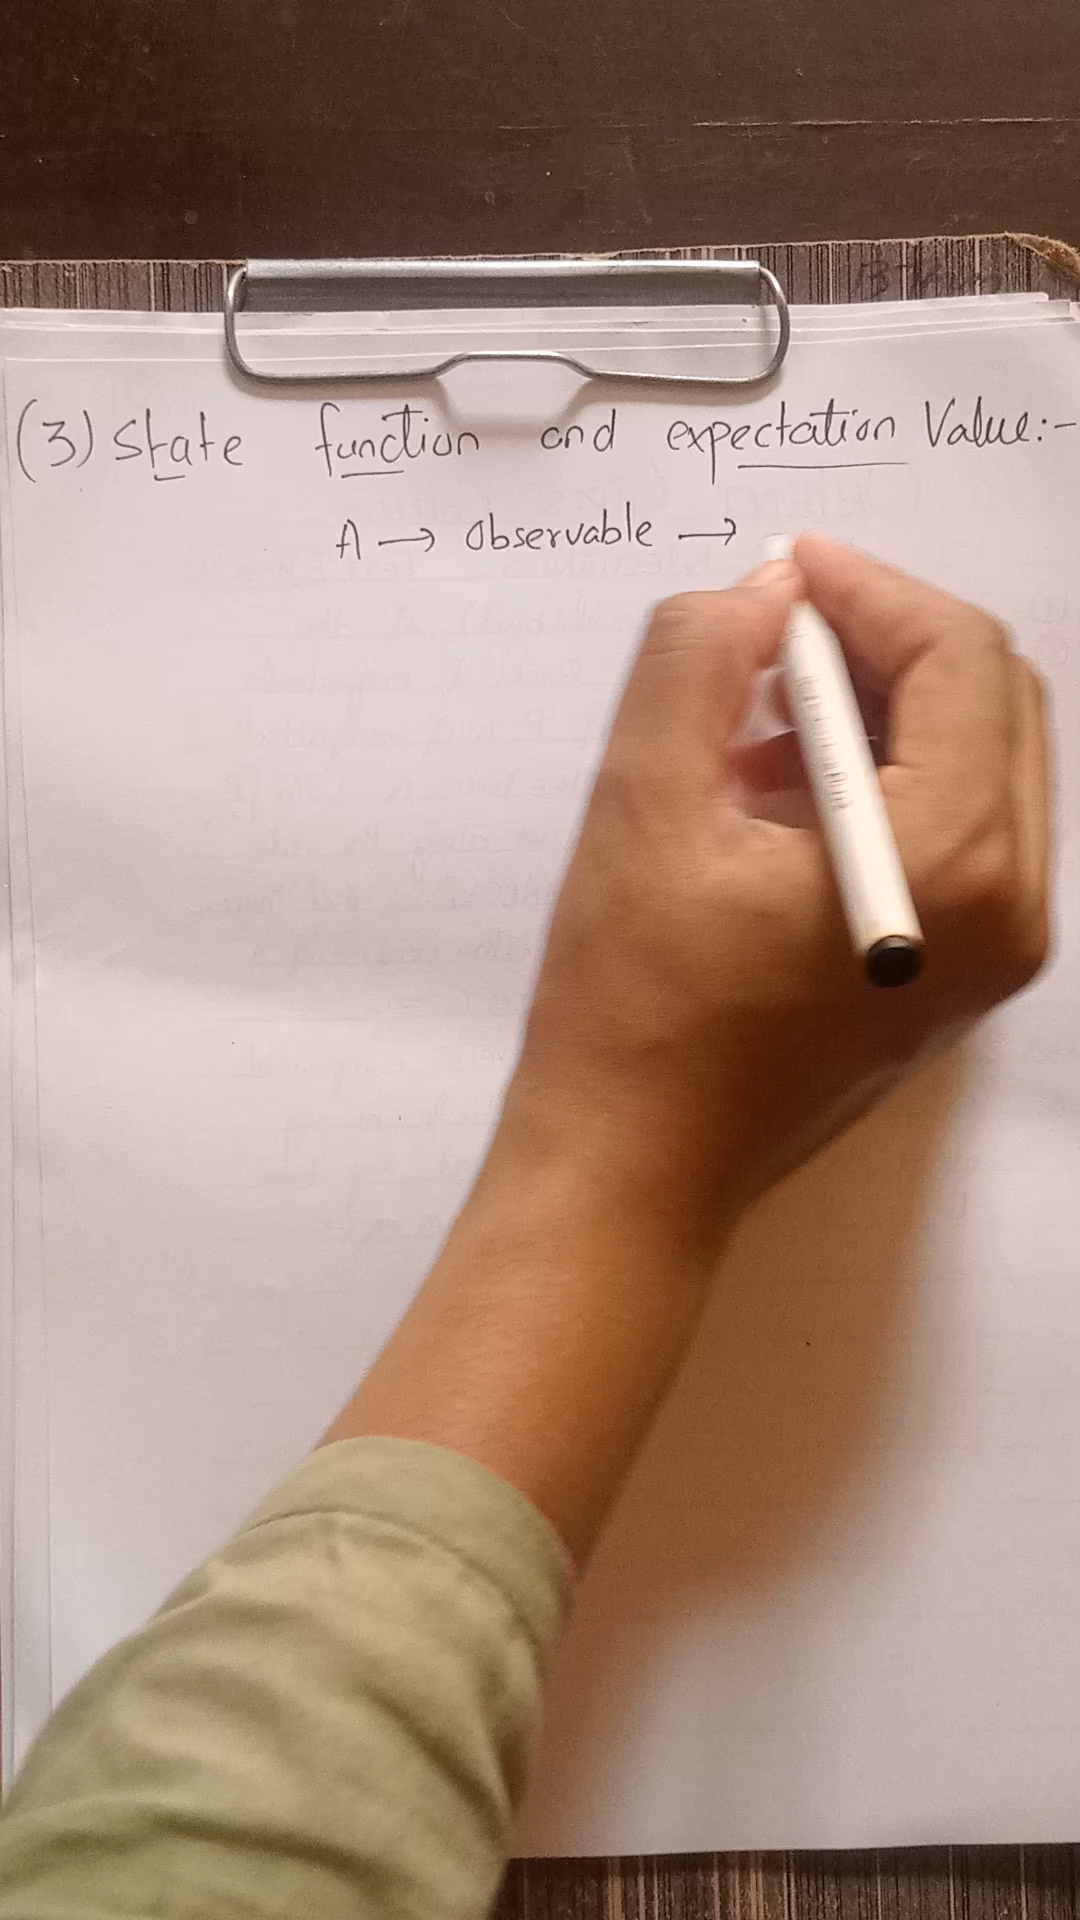 (3) State function and expectation Value:-
A → Observable →